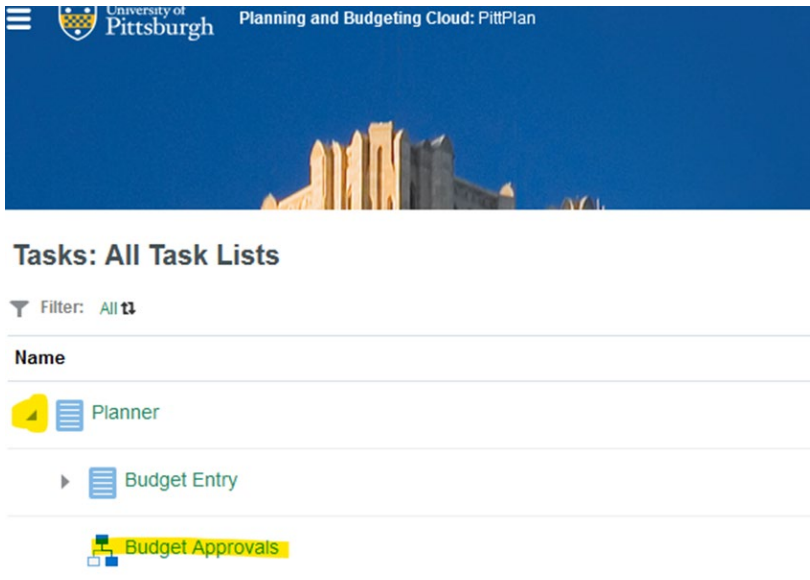 University of
Pittsburgh
Planning and Budgeting Cloud: PittPlan
Tasks: All Task Lists
Filter: All
Name
Planner
Budget Entry
Budget Approvals